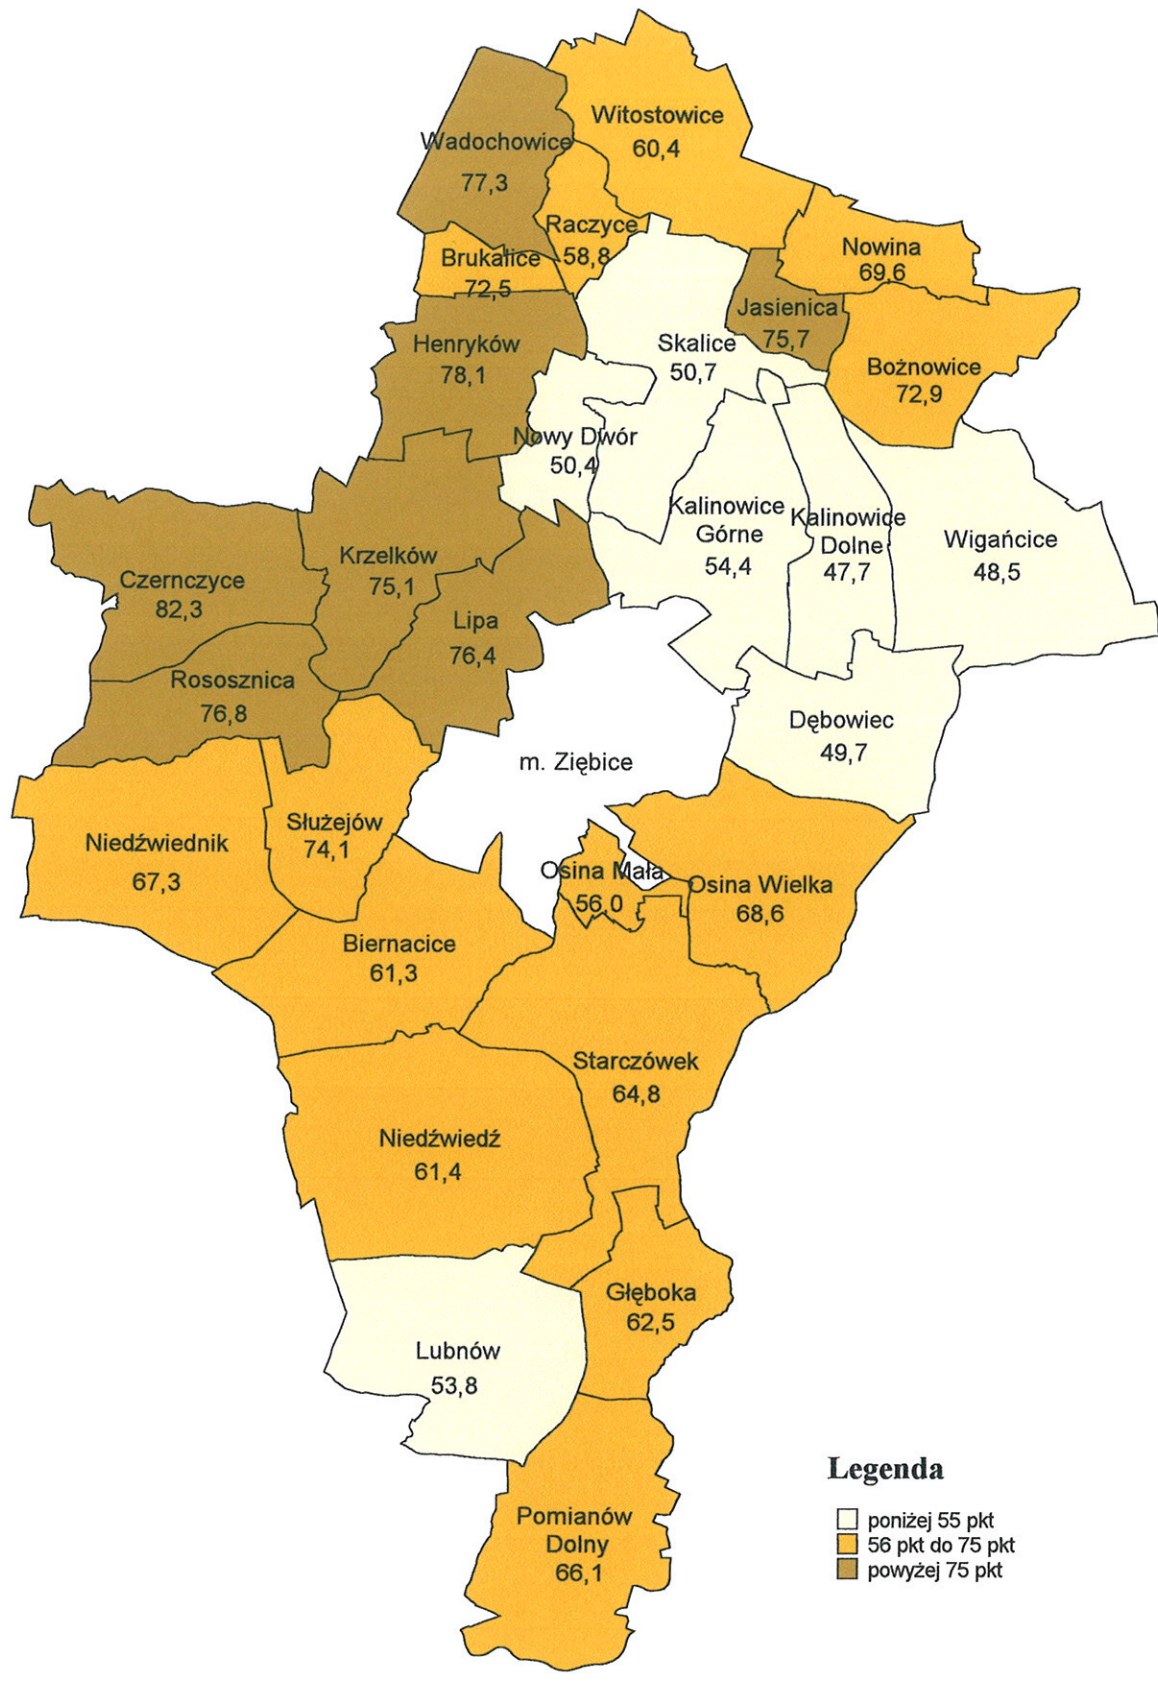 Witostowice
60,4
Wadochowice
77,3
Raczyce
58,8
Nowina
69,6
Brukalice
72,5
Jasienica
75,7
Henryków
78,1
Skalice
50,7
Bożnowice
72,9
Nowy Dwór
50,4
Kalinowice
Górne
54,4
Kalinowice
Dolne
47,7
Wigańcice
48,5
Krzelków
75,1
Czernczyce
82,3
Lipa
76,4
Rososznica
76,8
Dębowiec
49,7
m. Ziębice
Służejów
74,1
Niedźwiednik
67,3
Osina Mała
56,0
Osina Wielka
68,6
Biernacice
61,3
Starczówek
64,8
Niedźwiedź
61,4
Głęboka
62,5
Lubnów
53,8
Pomianów
Dolny
66,1
Legenda
poniżej 55 pkt
56 pkt do 75 pkt
powyżej 75 pkt